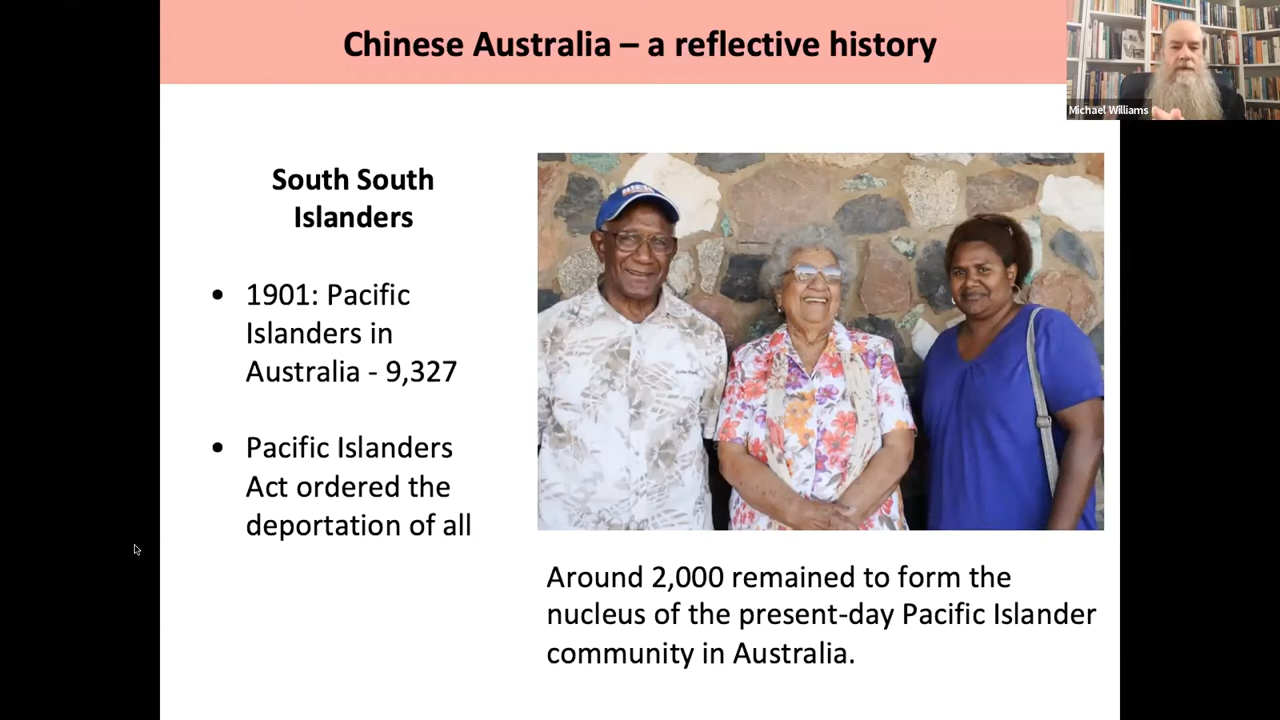 Chinese Australia – a reflective history
Michael Williams
South South
Islanders
• 1901: Pacific
Islanders in
Australia - 9,327
• Pacific Islanders
Act ordered the
deportation of all
Around 2,000 remained to form the
nucleus of the present-day Pacific Islander
community in Australia.